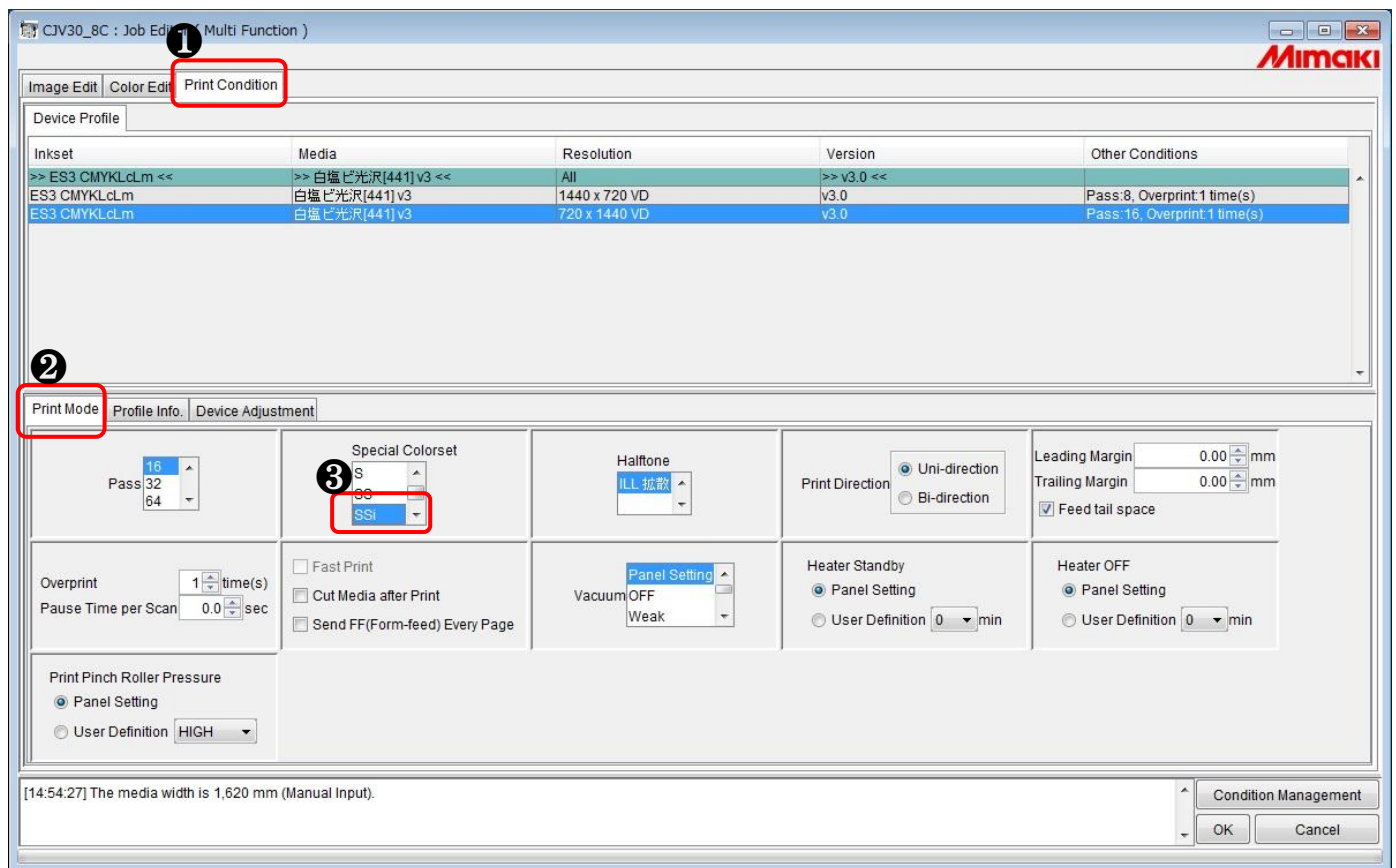 CJV30_8C : Job Edit ( Multi Function )
❶
Mimaki
Image Edit Color Edit Print Condition
Device Profile
Inkset Media Resolution Version Other Conditions
>> ES3 CMYKLcLm << >> 白塩ビ光沢[441] v3 << All >> v3.0 <<
ES3 CMYKLcLm 白塩ビ光沢[441] v3 1440 x 720 VD v3.0 Pass:8, Overprint:1 time(s)
ES3 CMYKLcLm 白塩ビ光沢[441] v3 720 x 1440 VD v3.0 Pass:16, Overprint:1 time(s)
❷
Print Mode Profile Info. Device Adjustment
Pass 16
32
64
Special Colorset
❸
S
SS
SSi
Halftone
ILL 拡散
Print Direction
Uni-direction
Bi-direction
Leading Margin 0.00 mm
Trailing Margin 0.00 mm
Feed tail space
Overprint 1 time(s)
Pause Time per Scan 0.0 sec
Fast Print
Cut Media after Print
Send FF(Form-feed) Every Page
Vacuum Panel Setting
OFF
Weak
Heater Standby
Panel Setting
User Definition 0 min
Heater OFF
Panel Setting
User Definition 0 min
Print Pinch Roller Pressure
Panel Setting
User Definition HIGH
[14:54:27] The media width is 1,620 mm (Manual Input).
Condition Management
OK Cancel